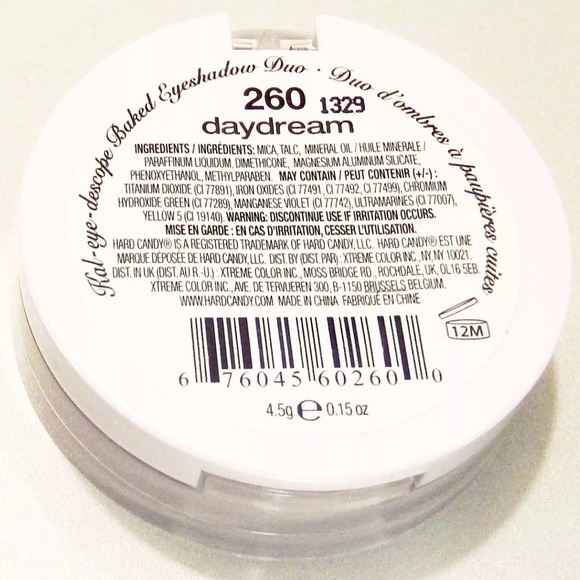 Kal-eye-descope Baked Eyeshadow Duo · Duo d'ombres à paupières cuites
260 1329
daydream
INGREDIENTS / INGRÉDIENTS: MICA, TALC, MINERAL OIL / HUILE MINERALE /
PARAFFINUM LIQUIDUM, DIMETHICONE, MAGNESIUM ALUMINUM SILICATE,
PHENOXYETHANOL, METHYLPARABEN. MAY CONTAIN / PEUT CONTENIR (+/-) :
TITANIUM DIOXIDE (CI 77891), IRON OXIDES (CI 77491, CI 77492, CI 77499), CHROMIUM
HYDROXIDE GREEN (CI 77289), MANGANESE VIOLET (CI 77742), ULTRAMARINES (CI 77007),
YELLOW 5 (CI 19140). WARNING: DISCONTINUE USE IF IRRITATION OCCURS.
MISE EN GARDE : EN CAS D'IRRITATION, CESSER L'UTILISATION.
HARD CANDY® IS A REGISTERED TRADEMARK OF HARD CANDY, LLC. HARD CANDY® EST UNE
MARQUE DÉPOSÉE DE HARD CANDY, LLC. DIST. BY (DIST. PAR) : XTREME COLOR INC., NY, NY, 10021.
DIST. IN UK (DIST. AU R.-U.) : XTREME COLOR INC., MOSS BRIDGE RD., ROCHDALE, UK, OL16 5EB.
XTREME COLOR INC., AVE. DE TERVUEREN 300, B-1150 BRUSSELS BELGIUM.
WWW.HARDCANDY.COM MADE IN CHINA FABRIQUÉ EN CHINE
12M
6 76045 60260 0
4.5g e 0.15 oz